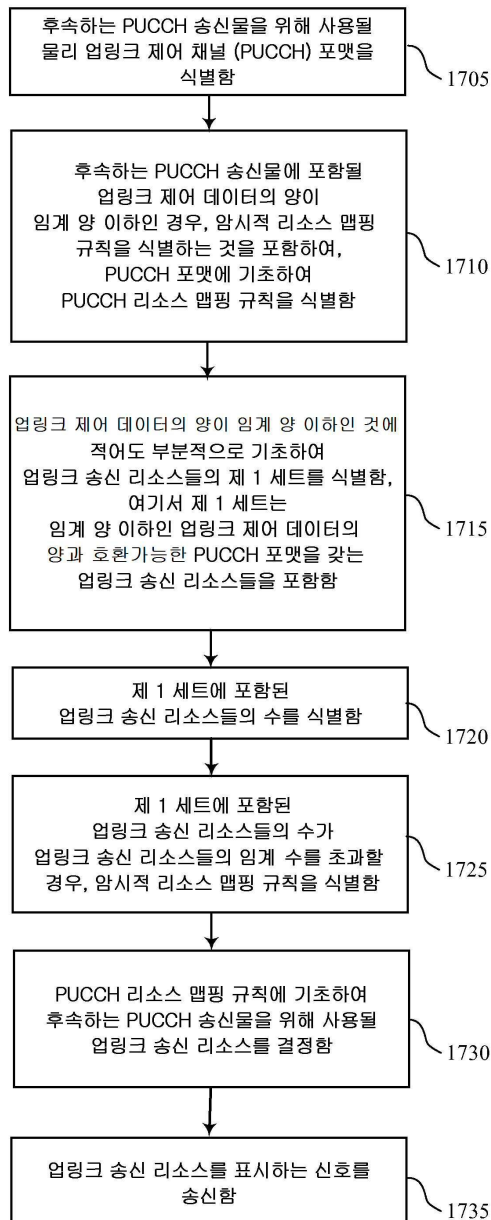 후속하는 PUCCH 송신물을 위해 사용될
물리 업링크 제어 채널 (PUCCH) 포맷을
식별함
1705
후속하는 PUCCH 송신물에 포함될
업링크 제어 데이터의 양이
임계 양 이하인 경우, 암시적 리소스 맵핑
규칙을 식별하는 것을 포함하여,
PUCCH 포맷에 기초하여
PUCCH 리소스 맵핑 규칙을 식별함
1710
업링크 제어 데이터의 양이 임계 양 이하인 것에
적어도 부분적으로 기초하여
업링크 송신 리소스들의 제 1 세트를 식별함,
여기서 제 1 세트는
임계 양 이하인 업링크 제어 데이터의
양과 호환가능한 PUCCH 포맷을 갖는
업링크 송신 리소스들을 포함함
1715
제 1 세트에 포함된
업링크 송신 리소스들의 수를 식별함
1720
제 1 세트에 포함된
업링크 송신 리소스들의 수가
업링크 송신 리소스들의 임계 수를 초과할
경우, 암시적 리소스 맵핑 규칙을 식별함
1725
PUCCH 리소스 맵핑 규칙에 기초하여
후속하는 PUCCH 송신물을 위해 사용될
업링크 송신 리소스를 결정함
1730
업링크 송신 리소스를 표시하는 신호를
송신함
1735